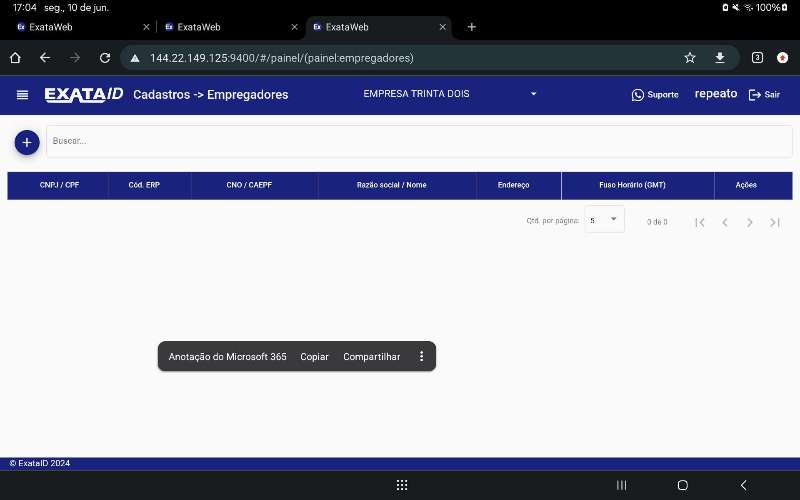 17:04 seg., 10 de jun. 100%
Ex ExataWeb Ex ExataWeb Ex ExataWeb
144.22.149.125:9400/#/painel/(painel:empregadores) 3
EXATAID Cadastros -> Empregadores EMPRESA TRINTA DOIS Suporte repeato Sair
Buscar...
CNPJ / CPF Cód. ERP CNO / CAEPF Razão social / Nome Endereço Fuso Horário (GMT) Ações
Qtd. por página: 5 0 de 0
Anotação do Microsoft 365 Copiar Compartilhar
© ExataID 2024